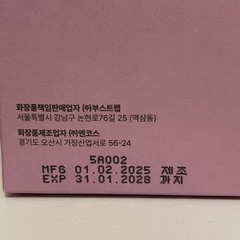 화장품책임판매업자 (주)부스트랩
서울특별시 강남구 논현로76길 25 (역삼동)
화장품제조업자 (주)엔코스
경기도 오산시 가장산업서로 56-24
5A002
MFG 01.02.2025 제조
EXP 31.01.2028 까지